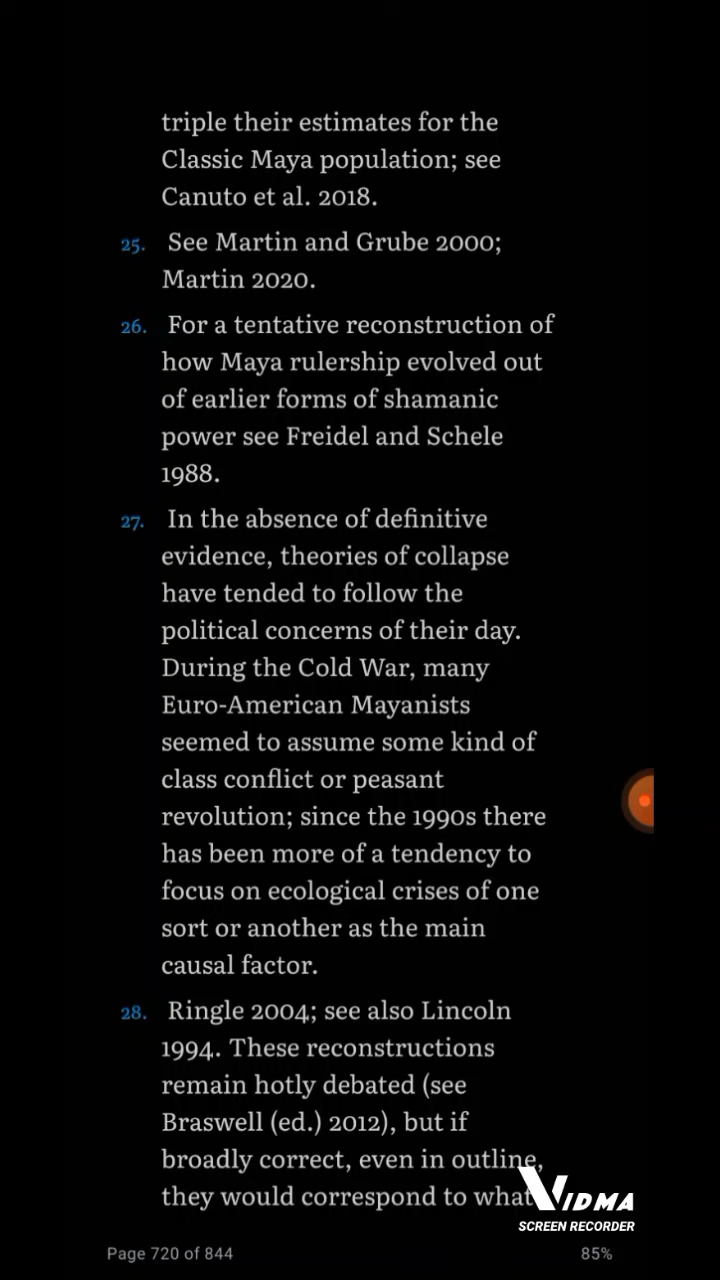 triple their estimates for the
Classic Maya population; see
Canuto et al. 2018.
25. See Martin and Grube 2000;
Martin 2020.
26. For a tentative reconstruction of
how Maya rulership evolved out
of earlier forms of shamanic
power see Freidel and Schele
1988.
27. In the absence of definitive
evidence, theories of collapse
have tended to follow the
political concerns of their day.
During the Cold War, many
Euro-American Mayanists
seemed to assume some kind of
class conflict or peasant
revolution; since the 1990s there
has been more of a tendency to
focus on ecological crises of one
sort or another as the main
causal factor.
28. Ringle 2004; see also Lincoln
1994. These reconstructions
remain hotly debated (see
Braswell (ed.) 2012), but if
broadly correct, even in outline,
they would correspond to what
VIDMA
SCREEN RECORDER
Page 720 of 844
85%